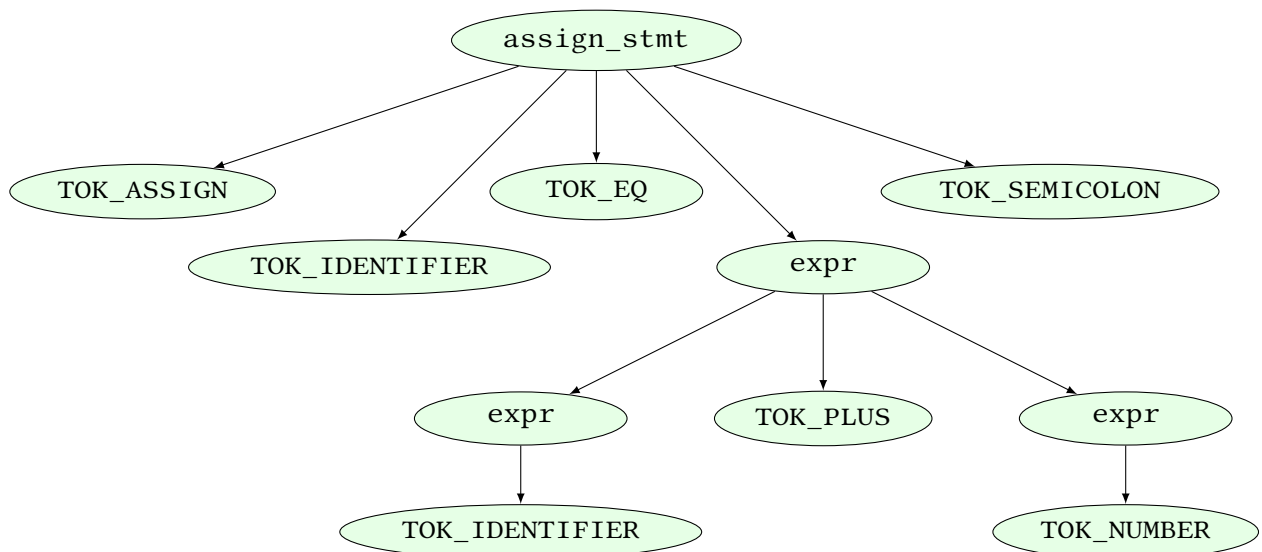 assign_stmt
TOK_ASSIGN
TOK_EQ
TOK_SEMICOLON
TOK_IDENTIFIER
expr
expr
TOK_PLUS
expr
TOK_IDENTIFIER
TOK_NUMBER